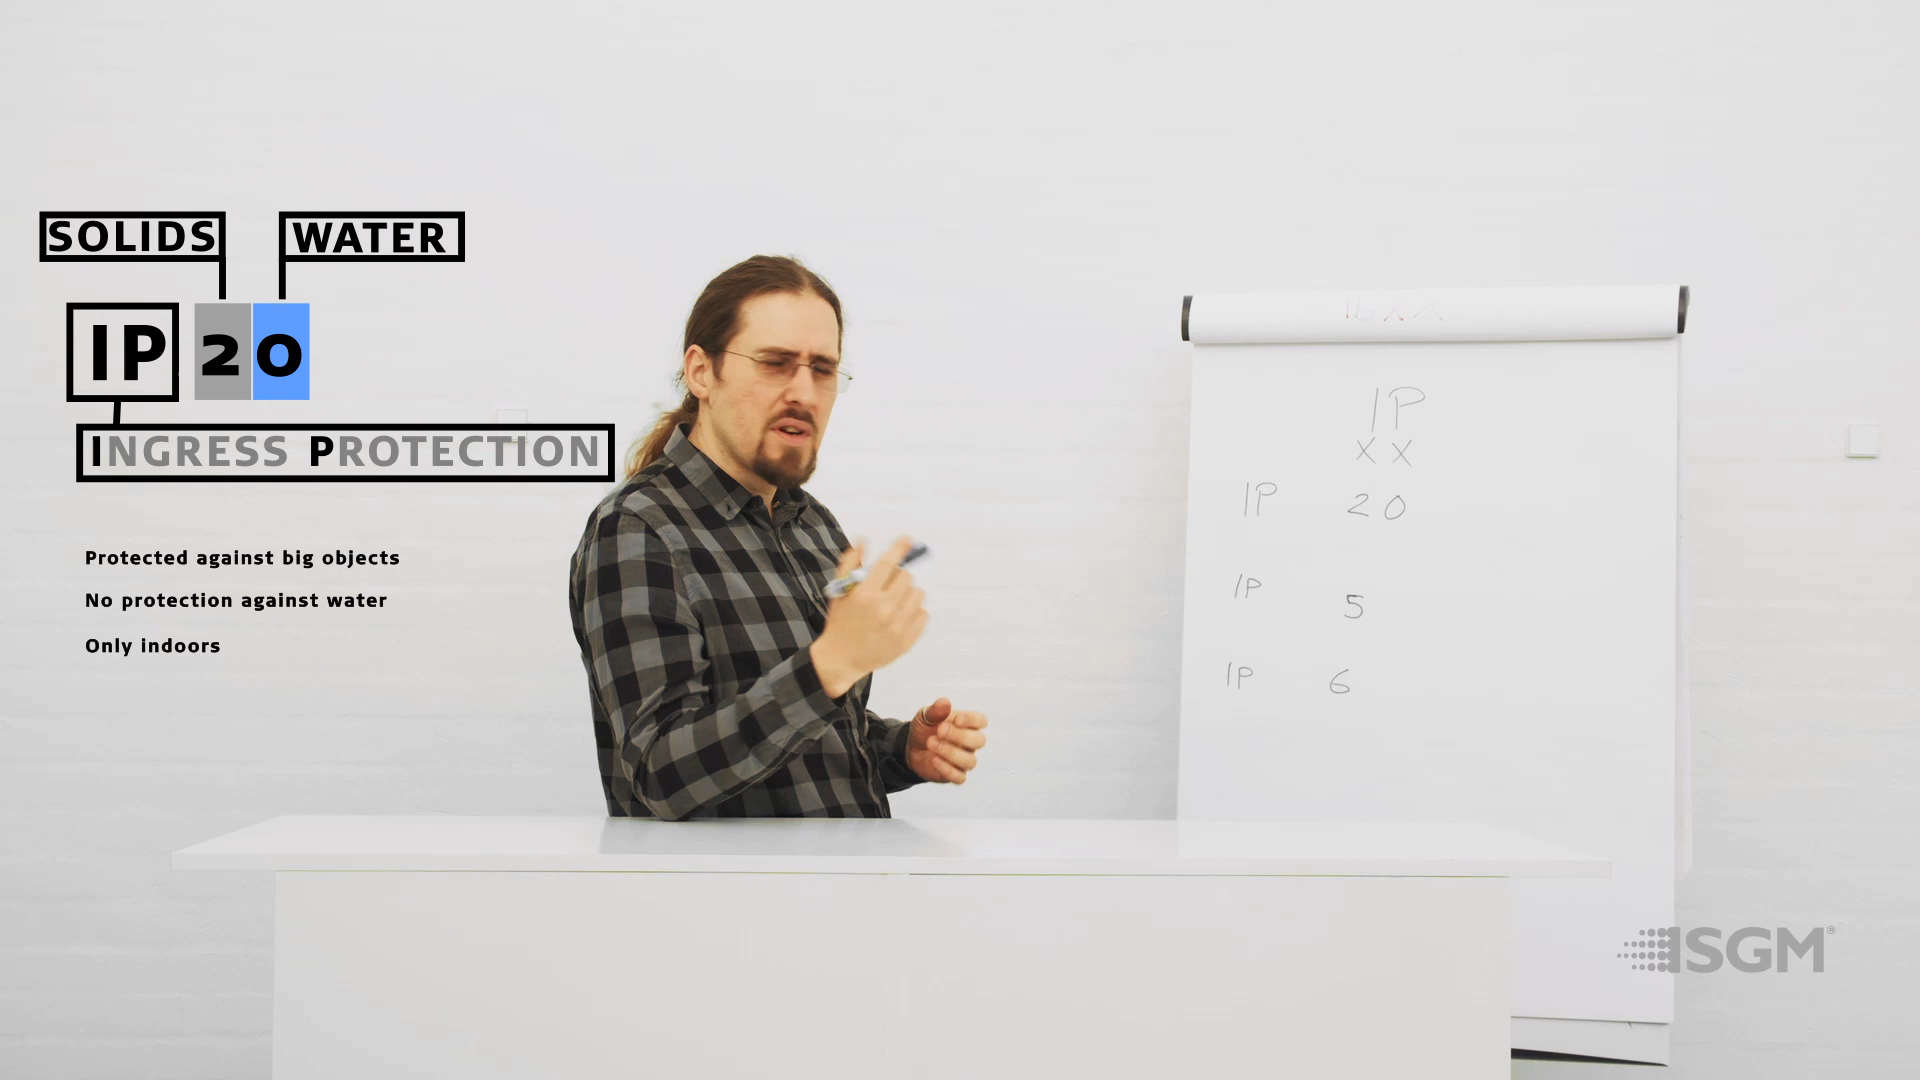 SOLIDS WATER
IP 20
INGRESS PROTECTION
Protected against big objects
No protection against water
Only indoors
IP
XX
IP 20
IP 5
IP 6
SGM®